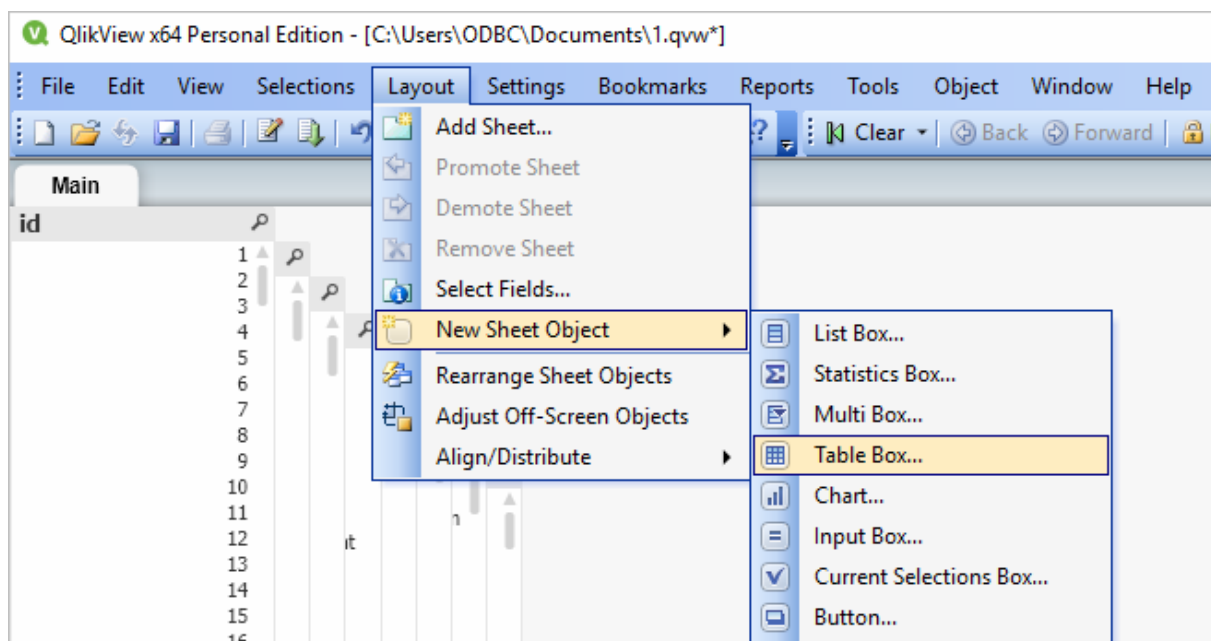 QlikView x64 Personal Edition - [C:\Users\ODBC\Documents\1.qvw*]
File Edit View Selections Layout Settings Bookmarks Reports Tools Object Window Help
Clear Back Forward
Main
id
Add Sheet...
Promote Sheet
Demote Sheet
Remove Sheet
Select Fields...
New Sheet Object
Rearrange Sheet Objects
Adjust Off-Screen Objects
Align/Distribute
List Box...
Statistics Box...
Multi Box...
Table Box...
Chart...
Input Box...
Current Selections Box...
Button...
1
2
3
4
5
6
7
8
9
10
11
12
13
14
15
16